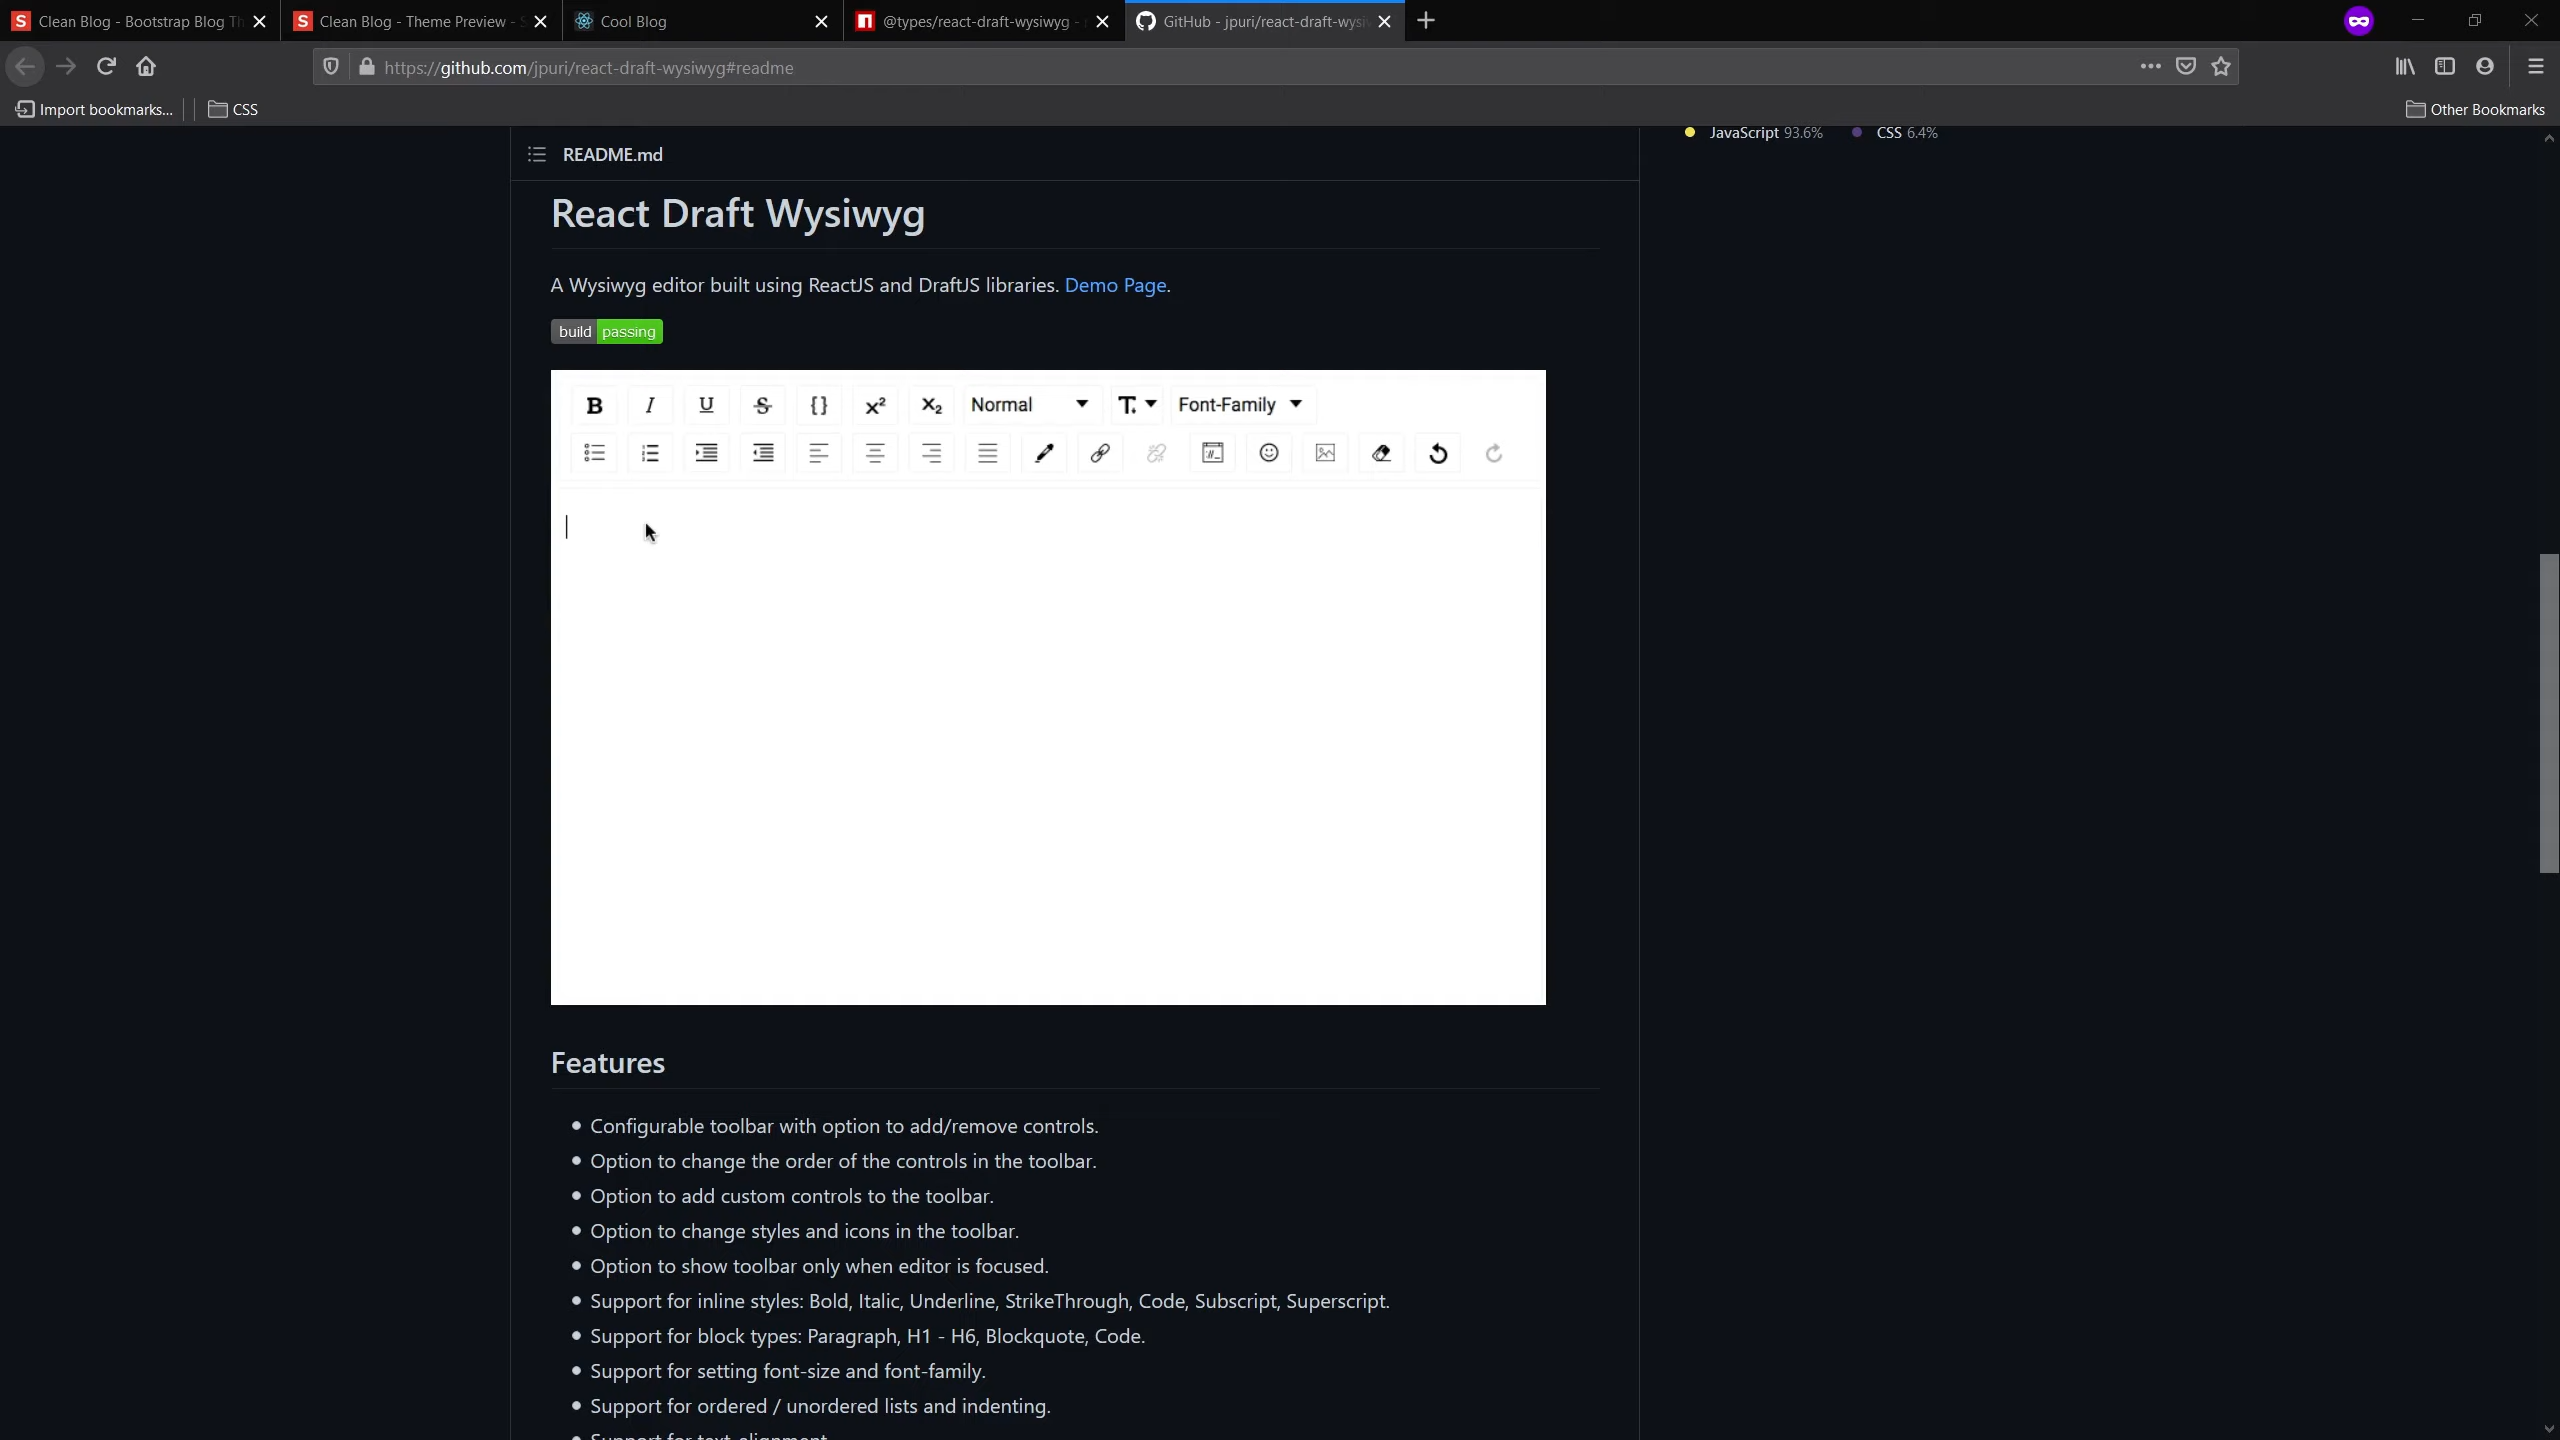 Clean Blog - Bootstrap Blog Th
Clean Blog - Theme Preview - S
Cool Blog
@types/react-draft-wysiwyg -
GitHub - jpuri/react-draft-wysi
https://github.com/jpuri/react-draft-wysiwyg#readme
Import bookmarks...
CSS
Other Bookmarks
JavaScript 93.6%
CSS 6.4%
README.md
React Draft Wysiwyg
A Wysiwyg editor built using ReactJS and DraftJS libraries. Demo Page.
build passing
B I U S {} x² x₂ Normal T Font-Family
Features
• Configurable toolbar with option to add/remove controls.
• Option to change the order of the controls in the toolbar.
• Option to add custom controls to the toolbar.
• Option to change styles and icons in the toolbar.
• Option to show toolbar only when editor is focused.
• Support for inline styles: Bold, Italic, Underline, StrikeThrough, Code, Subscript, Superscript.
• Support for block types: Paragraph, H1 - H6, Blockquote, Code.
• Support for setting font-size and font-family.
• Support for ordered / unordered lists and indenting.